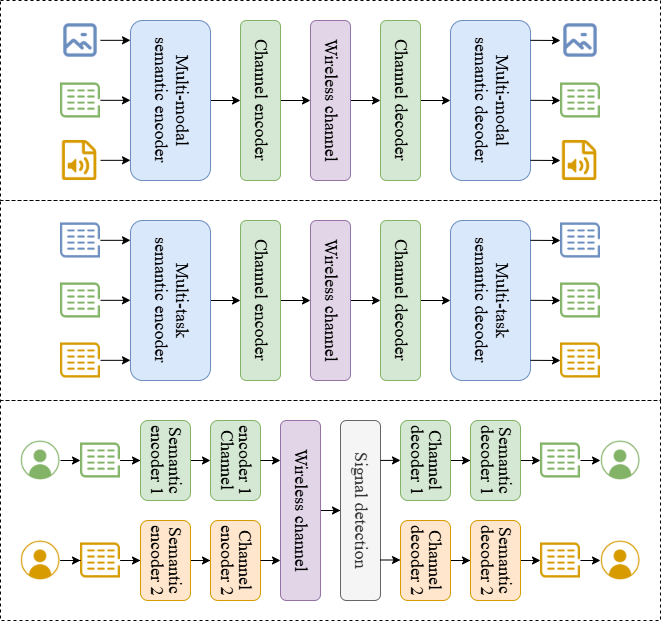 Multi-modal
semantic encoder
Channel encoder
Wireless channel
Channel decoder
Multi-modal
semantic decoder
Multi-task
semantic encoder
Channel encoder
Wireless channel
Channel decoder
Multi-task
semantic decoder
Semantic
encoder 1
encoder 1
Channel
Semantic
encoder 2
Channel
encoder 2
Wireless channel
Signal detection
Channel
decoder 1
Semantic
decoder 1
Channel
decoder 2
Semantic
decoder 2